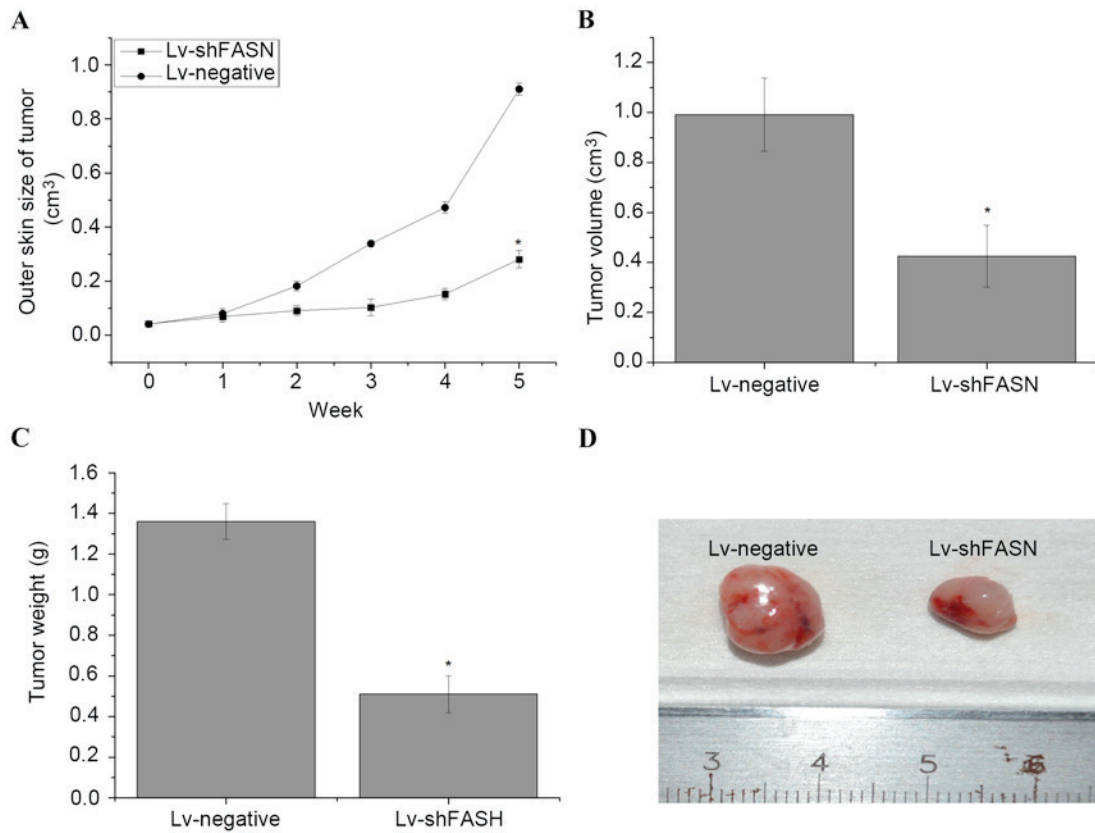 A
Lv-shFASN
Lv-negative
Outer skin size of tumor
(cm³)
1.0
0.8
0.6
0.4
0.2
0.0
0 1 2 3 4 5
*
Week
B
Tumor volume (cm³)
1.2
1.0
0.8
0.6
0.4
0.2
0.0
*
Lv-negative Lv-shFASN
C
Tumor weight (g)
1.6
1.4
1.2
1.0
0.8
0.6
0.4
0.2
0.0
*
Lv-negative Lv-shFASH
D
Lv-negative Lv-shFASN
3 4 5 6